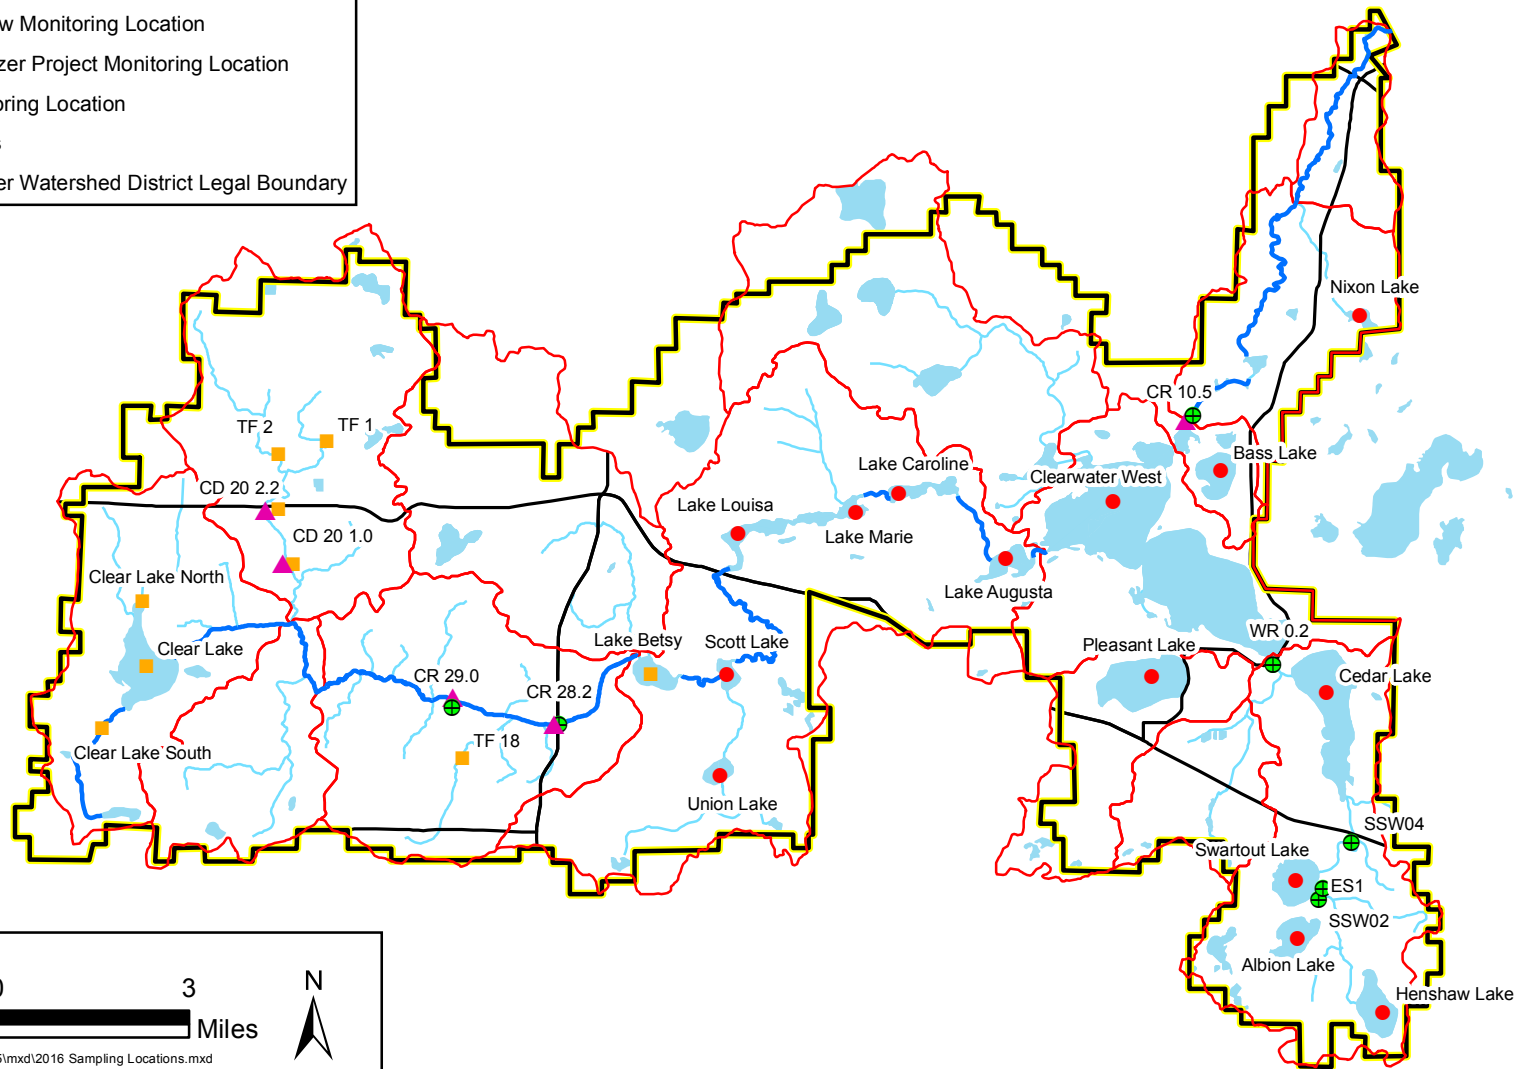 w Monitoring Location
zer Project Monitoring Location
oring Location
s
er Watershed District Legal Boundary
Nixon Lake
CR 10.5
TF 2
TF 1
Bass Lake
Lake Caroline
Clearwater West
CD 20 2.2
Lake Louisa
CD 20 1.0
Lake Marie
Clear Lake North
Lake Augusta
WR 0.2
Lake Betsy
Scott Lake
Clear Lake
Pleasant Lake
Cedar Lake
CR 29.0
CR 28.2
TF 18
Clear Lake South
Union Lake
SSW04
Swartout Lake
ES1
SSW02
Albion Lake
Henshaw Lake
0
3
N
Miles
5\mxd\2016 Sampling Locations.mxd